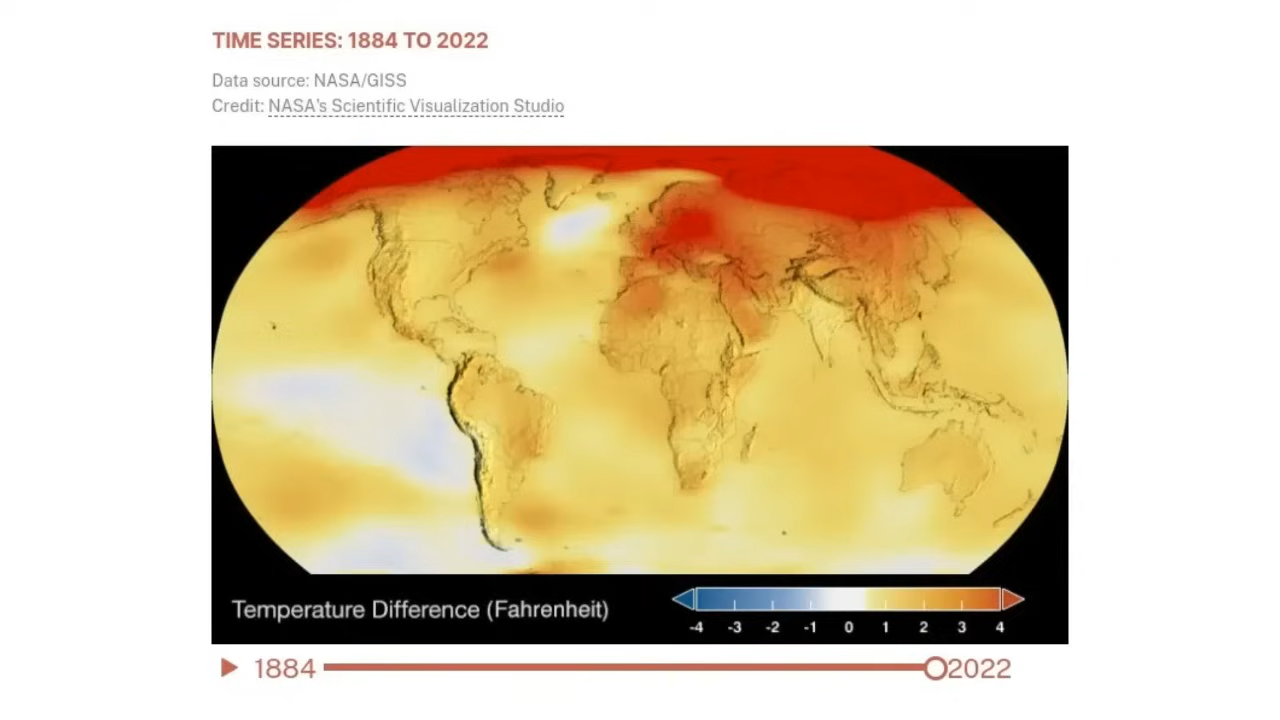 TIME SERIES: 1884 TO 2022
Data source: NASA/GISS
Credit: NASA's Scientific Visualization Studio
Temperature Difference (Fahrenheit)
-4 -3 -2 -1 0 1 2 3 4
1884 2022